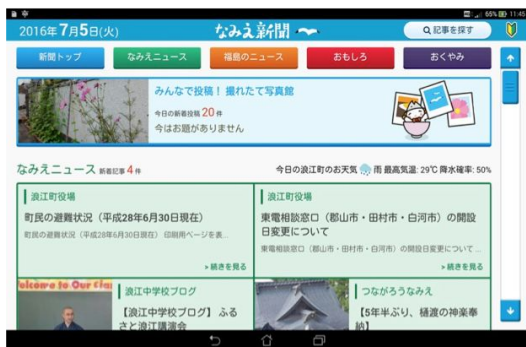 65% 11:45
2016年7月5日(火)
なみえ新聞
記事を探す
新聞トップ
なみえニュース
福島のニュース
おもしろ
おくやみ
みんなで投稿！ 撮れたて写真館
今日の新着投稿 20 件
今はお題がありません
なみえニュース 新着記事 4 件
今日の浪江町のお天気 雨 最高気温: 29℃ 降水確率: 50%
浪江町役場
町民の避難状況（平成28年6月30日現在）
町民の避難状況（平成28年6月30日現在） 印刷用ページを表...
>続きを見る
浪江町役場
東電相談窓口（郡山市・田村市・白河市）の開設
日変更について
東電相談窓口（郡山市・田村市・白河市）の開設日変更について ...
>続きを見る
Welcome to Our
浪江中学校ブログ
【浪江中学校ブログ】ふる
さと浪江講演会
つながろうなみえ
【5年半ぶり、樋渡の神楽奉
納】